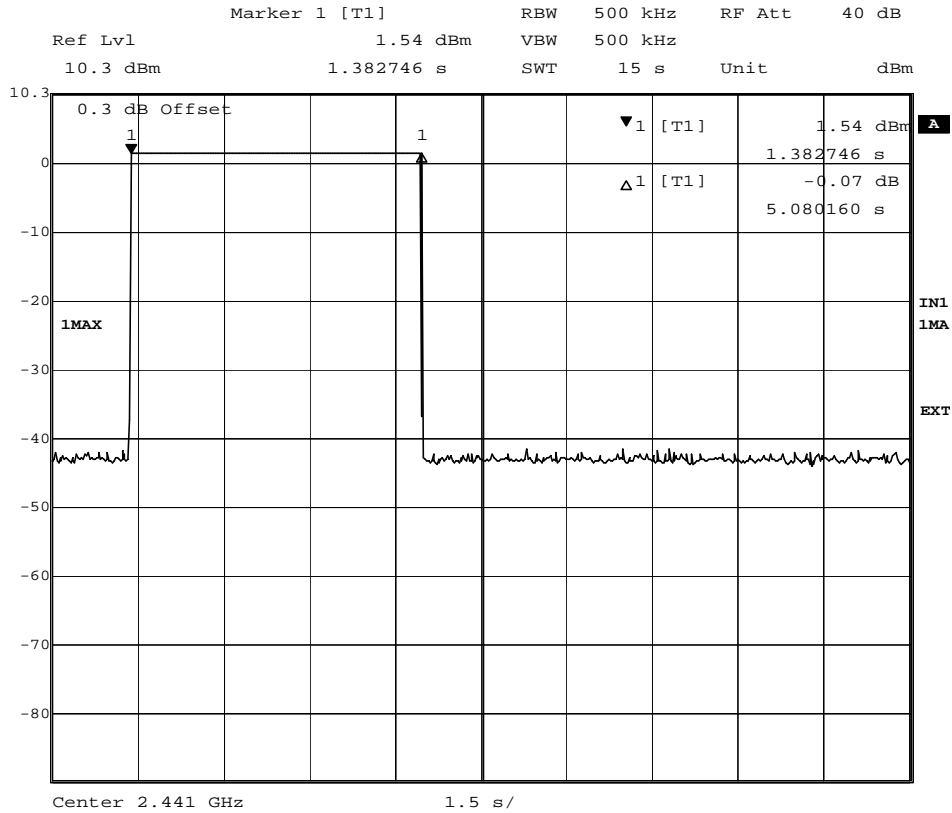 Marker 1 [T1] RBW 500 kHz RF Att 40 dB
Ref Lvl 1.54 dBm VBW 500 kHz
10.3 dBm 1.382746 s SWT 15 s Unit dBm
10.3
0.3 dB Offset
1 1
▼1 [T1] 1.54 dBm A
1.382746 s
0
△1 [T1] -0.07 dB
5.080160 s
-10
-20
IN1
1MAX 1MA
-30
EXT
-40
-50
-60
-70
-80
Center 2.441 GHz 1.5 s/